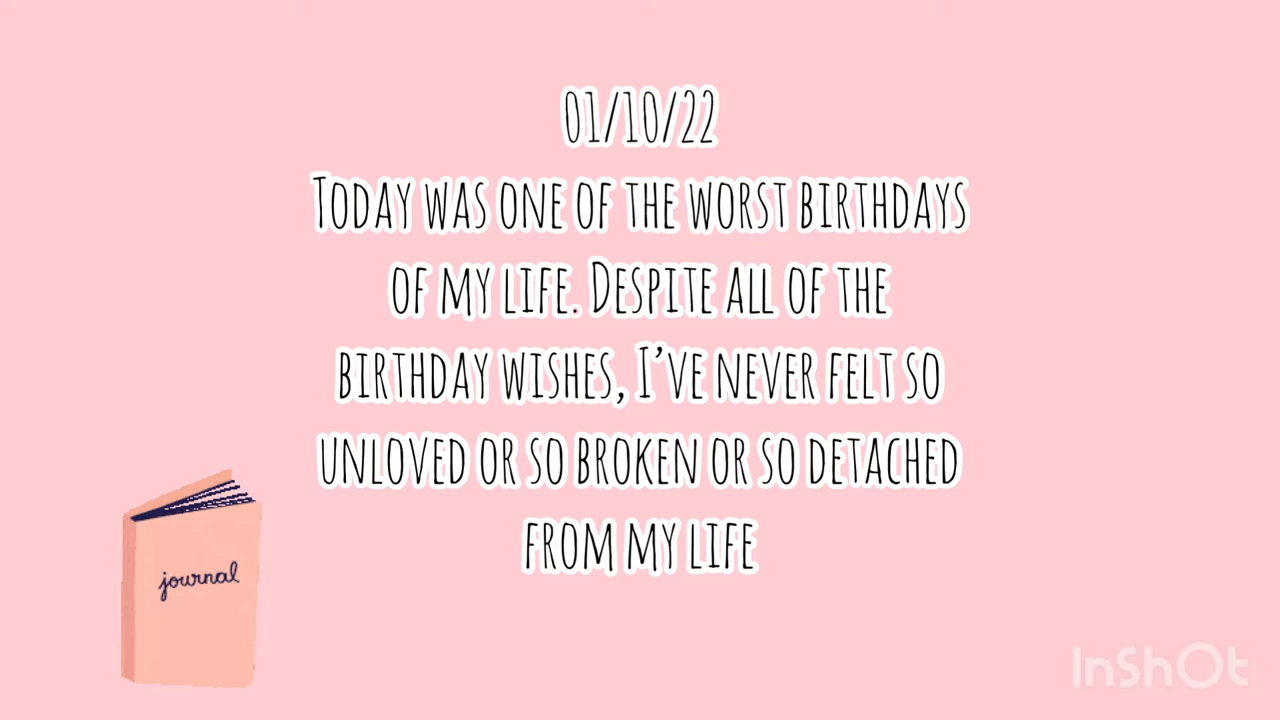 01/10/22
Today was one of the worst birthdays
of my life. Despite all of the
birthday wishes, I've never felt so
unloved or so broken or so detached
from my life
journal
InShOt